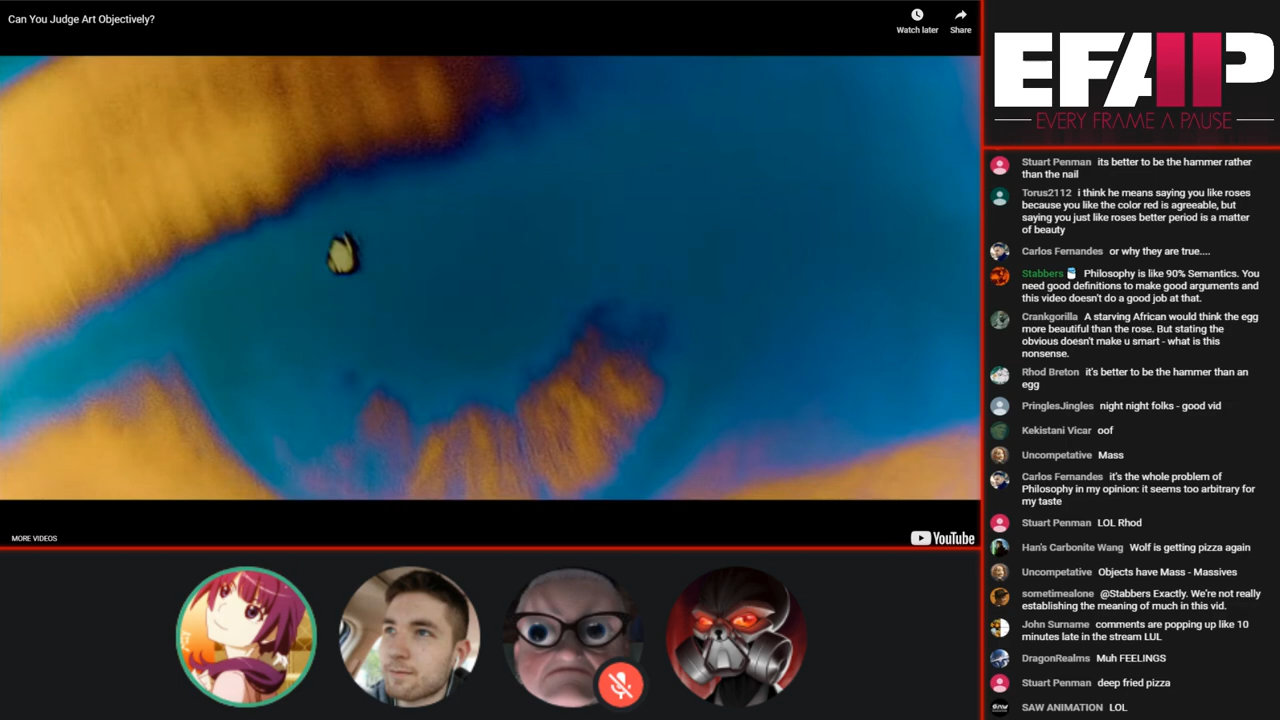 Can You Judge Art Objectively?
Watch later
Share
MORE VIDEOS
YouTube
EFAP
EVERY FRAME A PAUSE
Stuart Penman its better to be the hammer rather
than the nail
Torus2112 i think he means saying you like roses
because you like the color red is agreeable, but
saying you just like roses better period is a matter
of beauty
Carlos Fernandes or why they are true....
Stabbers Philosophy is like 90% Semantics. You
need good definitions to make good arguments and
this video doesn't do a good job at that.
Crankgorilla A starving African would think the egg
more beautiful than the rose. But stating the
obvious doesn't make u smart - what is this
nonsense.
Rhod Breton it's better to be the hammer than an
egg
PringlesJingles night night folks - good vid
Kekistani Vicar oof
Uncompetative Mass
Carlos Fernandes it's the whole problem of
Philosophy in my opinion: it seems too arbitrary for
my taste
Stuart Penman LOL Rhod
Han's Carbonite Wang Wolf is getting pizza again
Uncompetative Objects have Mass - Massives
sometimealone @Stabbers Exactly. We're not really
establishing the meaning of much in this vid.
John Surname comments are popping up like 10
minutes late in the stream LUL
DragonRealms Muh FEELINGS
Stuart Penman deep fried pizza
SAW ANIMATION LOL